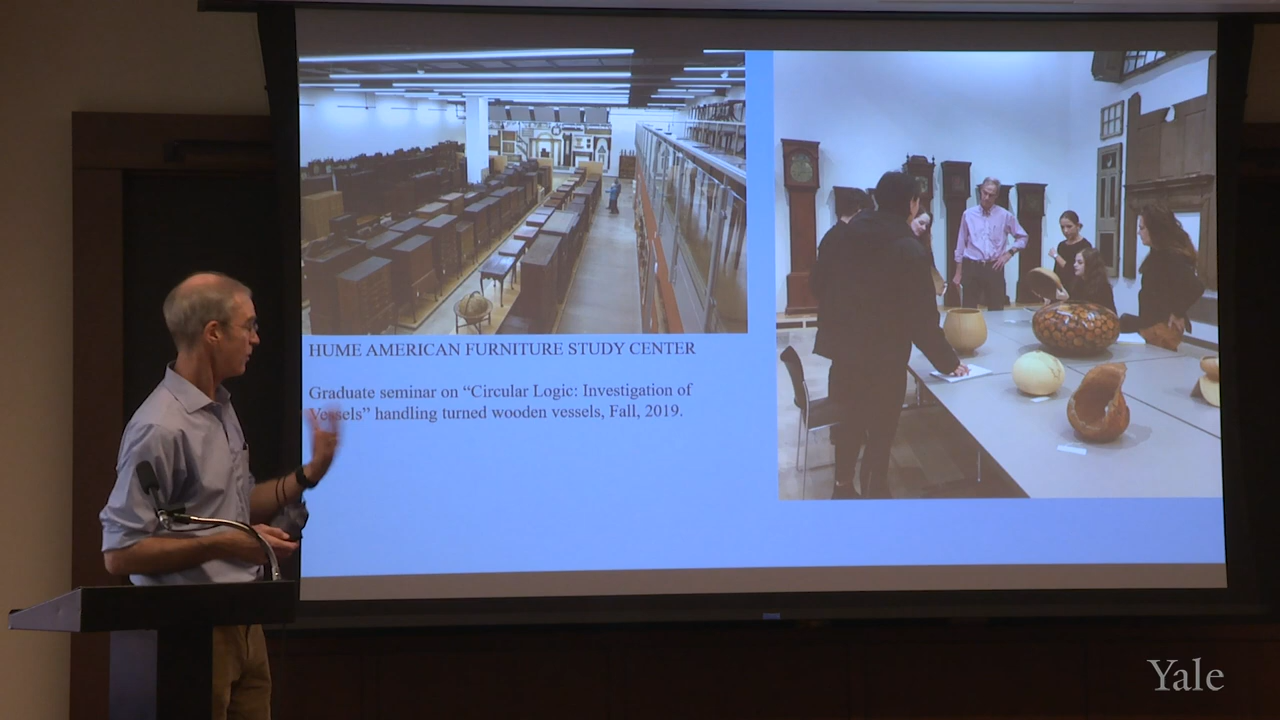 HUME AMERICAN FURNITURE STUDY CENTER
Graduate seminar on “Circular Logic: Investigation of
Vessels” handling turned wooden vessels, Fall, 2019.
Yale